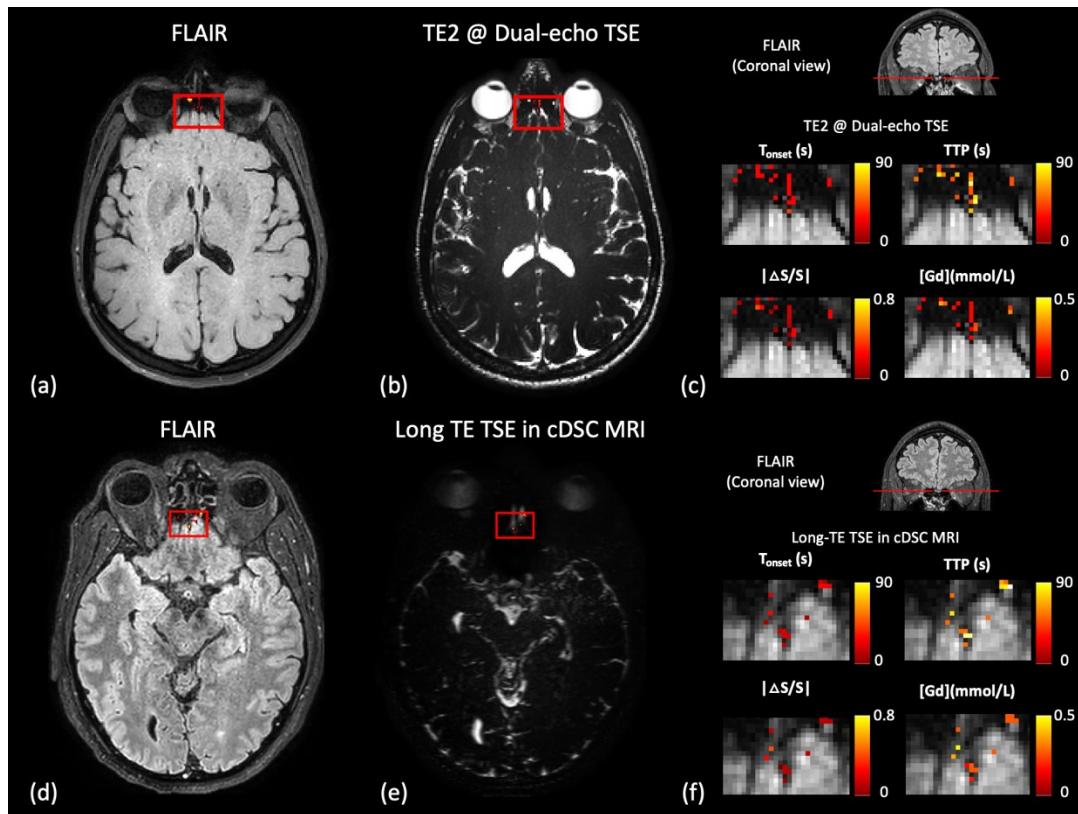 FLAIR
TE2 @ Dual-echo TSE
FLAIR
(Coronal view)
TE2 @ Dual-echo TSE
Tonset (s)
TTP (s)
90
0
90
0
|ΔS/S|
[Gd](mmol/L)
0.8
0
0.5
0
(a)
(b)
(c)
FLAIR
Long TE TSE in cDSC MRI
FLAIR
(Coronal view)
Long-TE TSE in cDSC MRI
Tonset (s)
TTP (s)
90
0
90
0
|ΔS/S|
[Gd](mmol/L)
0.8
0
0.5
0
(d)
(e)
(f)